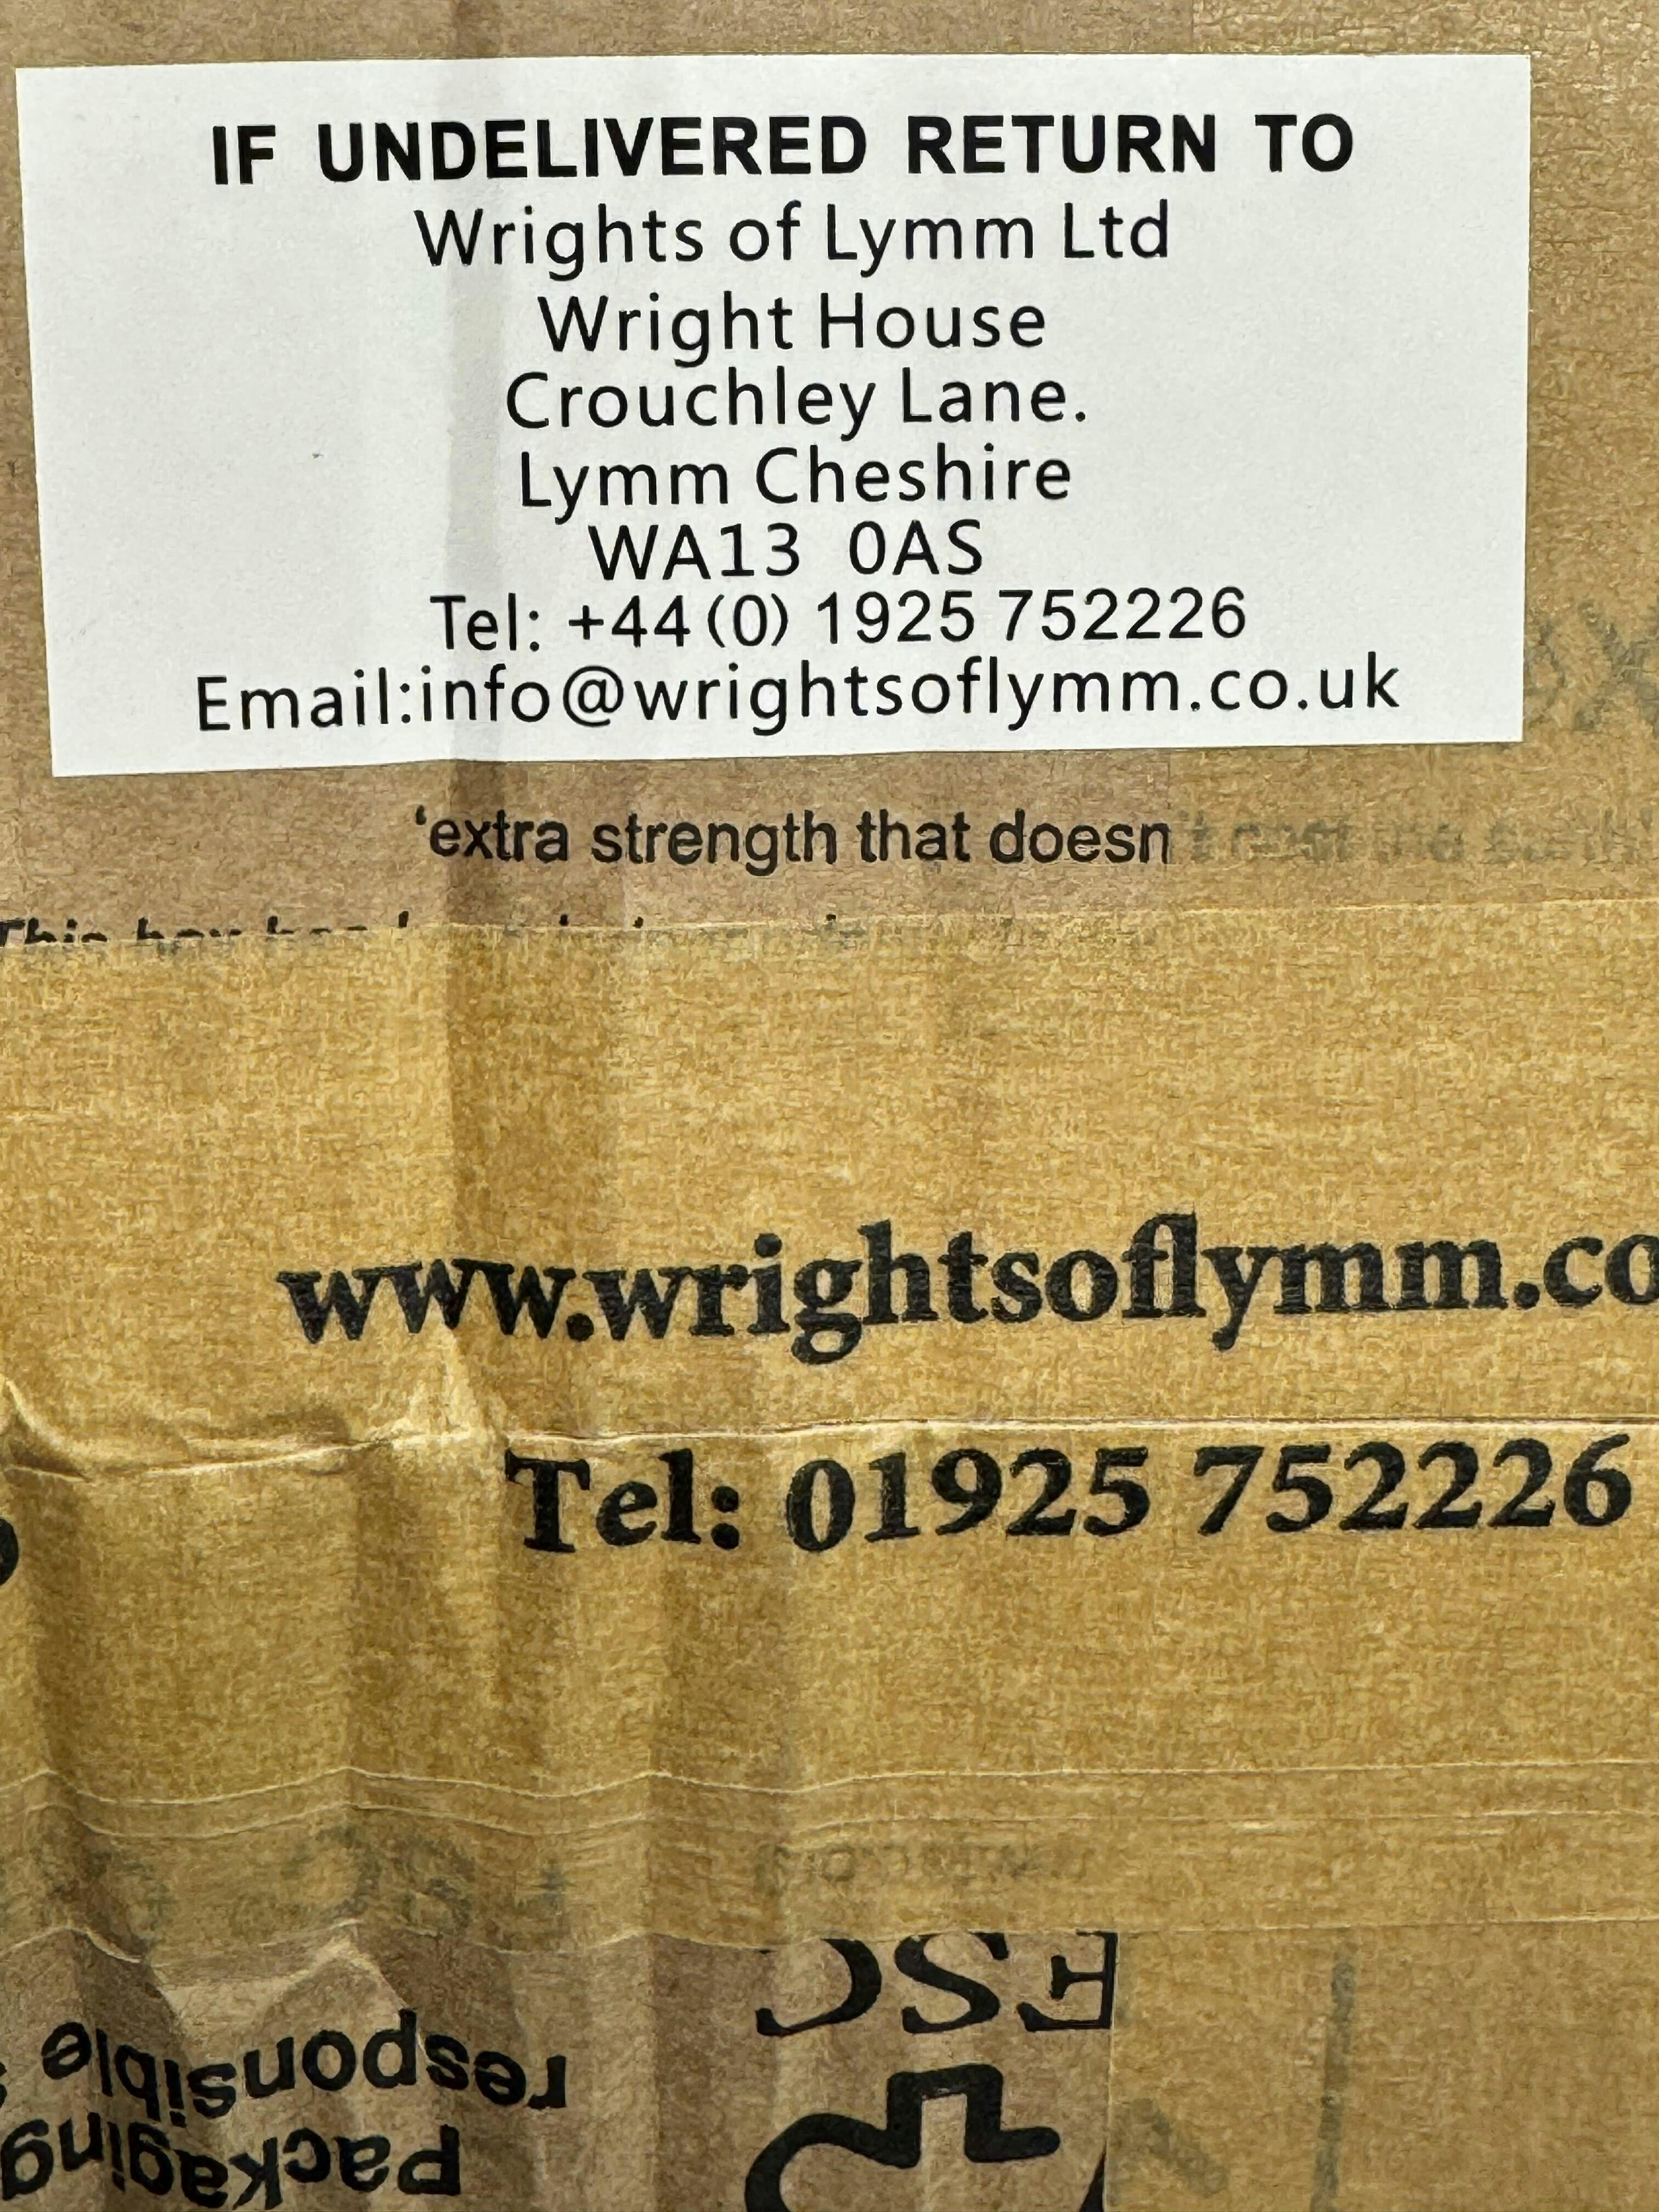 IF UNDELIVERED RETURN TO
Wrights of Lymm Ltd
Wright House
Crouchley Lane.
Lymm Cheshire
WA13 0AS
Tel: +44(0) 1925 752226
Email:info@wrightsoflymm.co.uk
‘extra strength that doesn
www.wrightsoflymm.co
Tel: 01925 752226
FSC
Packaging
responsible